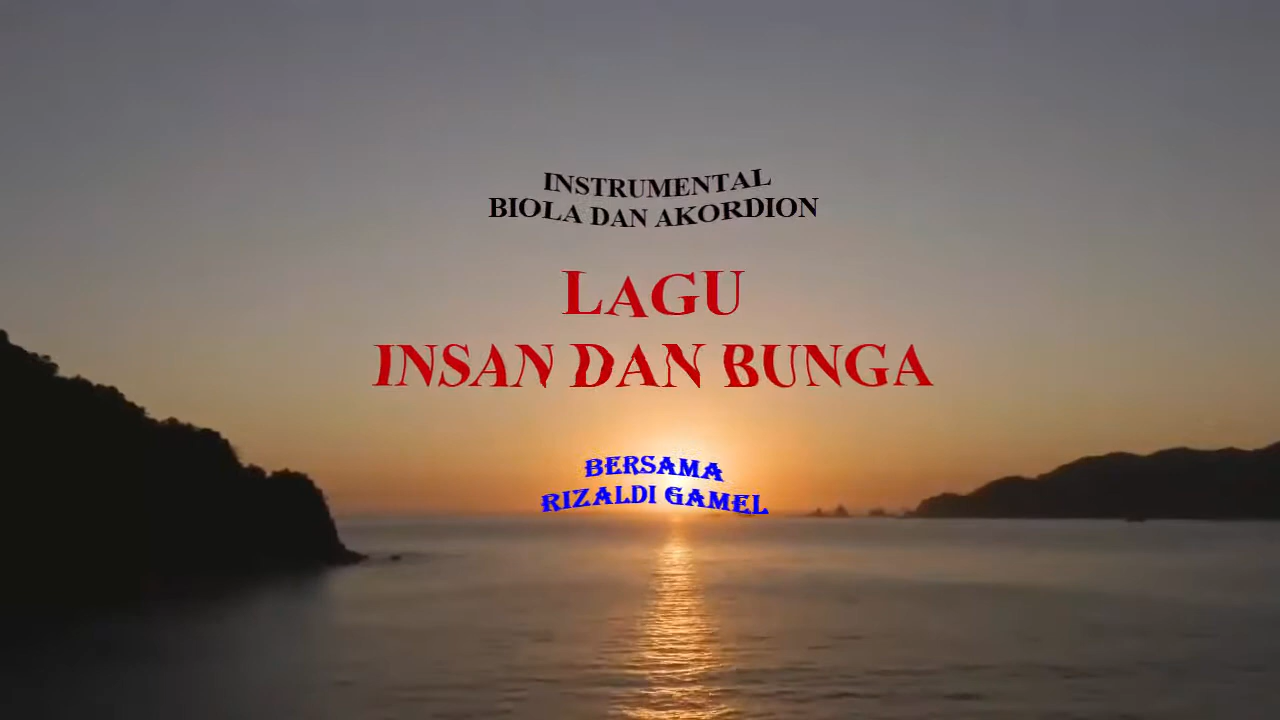 INSTRUMENTAL
BIOLA DAN AKORDION
LAGU
INSAN DAN BUNGA
BERSAMA
RIZALDI GAMEL